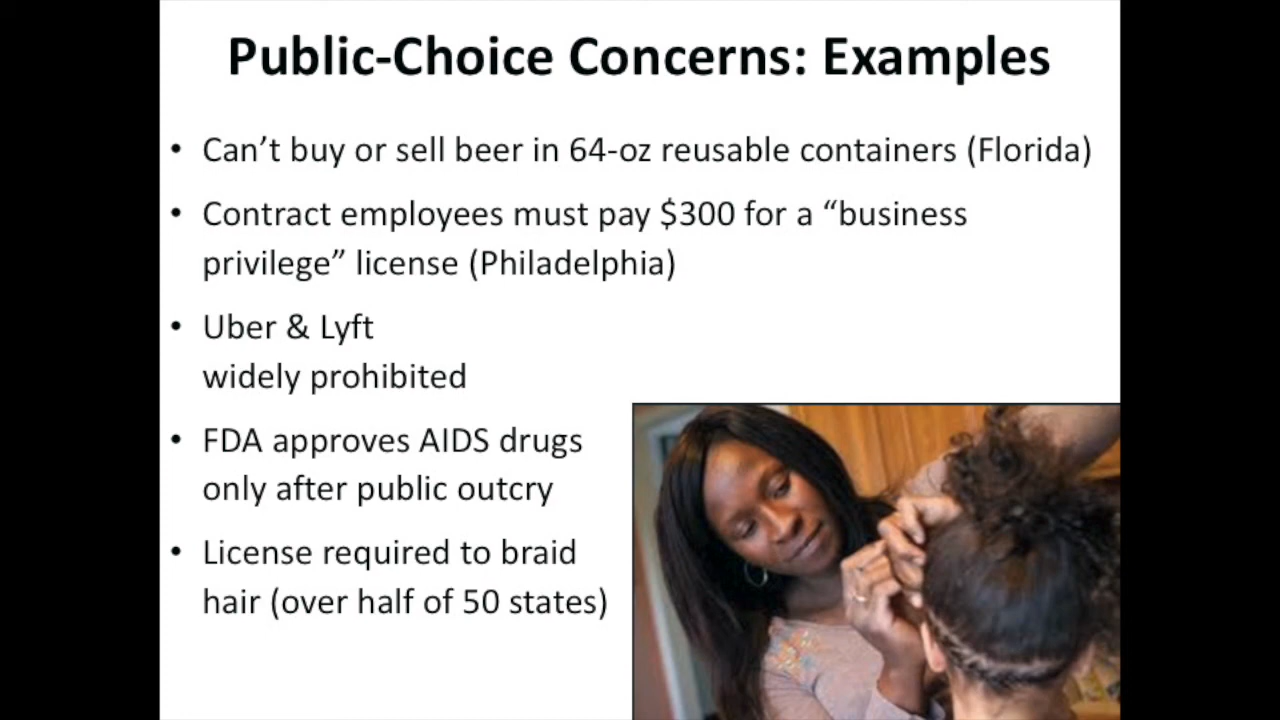 Public-Choice Concerns: Examples
• Can’t buy or sell beer in 64-oz reusable containers (Florida)
• Contract employees must pay $300 for a “business
privilege” license (Philadelphia)
• Uber & Lyft
widely prohibited
• FDA approves AIDS drugs
only after public outcry
• License required to braid
hair (over half of 50 states)